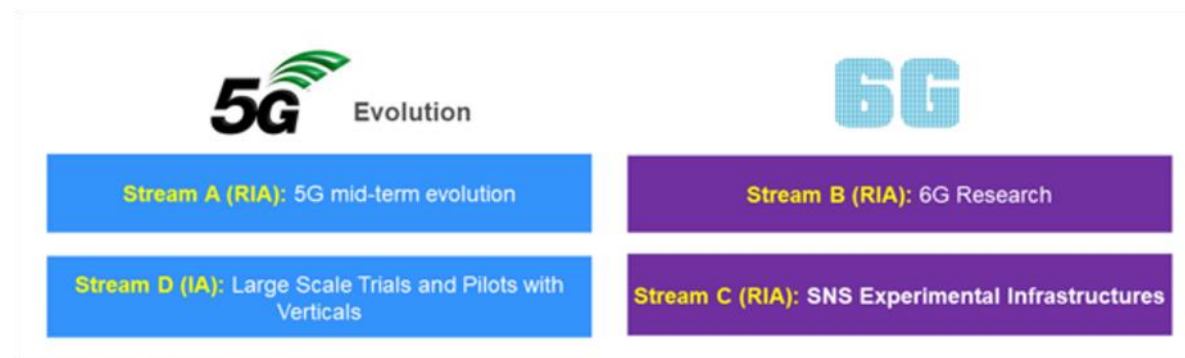 5G
Evolution
6G
Stream A (RIA): 5G mid-term evolution
Stream B (RIA): 6G Research
Stream D (IA): Large Scale Trials and Pilots with
Verticals
Stream C (RIA): SNS Experimental Infrastructures